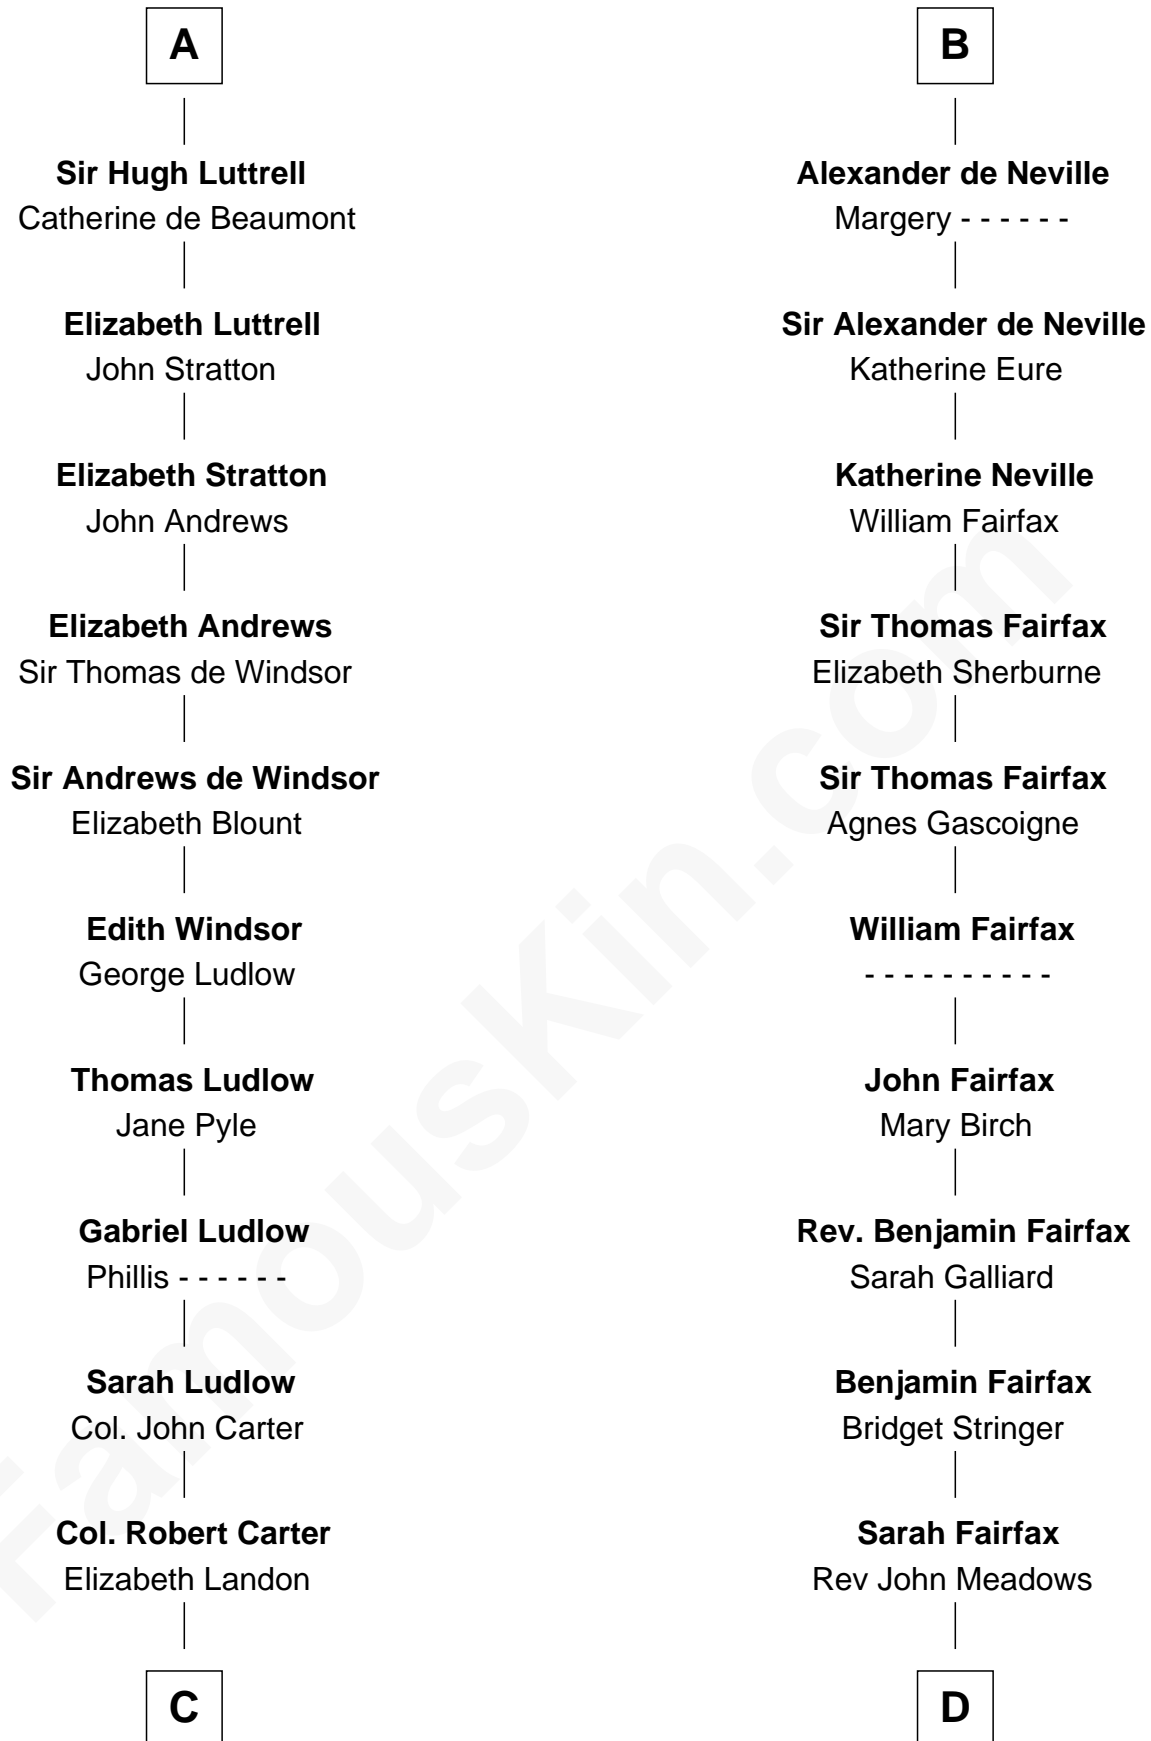 A
Sir Hugh Luttrell
Catherine de Beaumont
Elizabeth Luttrell
John Stratton
Elizabeth Stratton
John Andrews
Elizabeth Andrews
Sir Thomas de Windsor
Sir Andrews de Windsor
Elizabeth Blount
Edith Windsor
George Ludlow
Thomas Ludlow
Jane Pyle
Gabriel Ludlow
Phillis - - - - - -
Sarah Ludlow
Col. John Carter
Col. Robert Carter
Elizabeth Landon
C
B
Alexander de Neville
Margery - - - - - -
Sir Alexander de Neville
Katherine Eure
Katherine Neville
William Fairfax
Sir Thomas Fairfax
Elizabeth Sherburne
Sir Thomas Fairfax
Agnes Gascoigne
William Fairfax
- - - - - - - - - -
John Fairfax
Mary Birch
Rev. Benjamin Fairfax
Sarah Galliard
Benjamin Fairfax
Bridget Stringer
Sarah Fairfax
Rev John Meadows
D
FamousKin.com